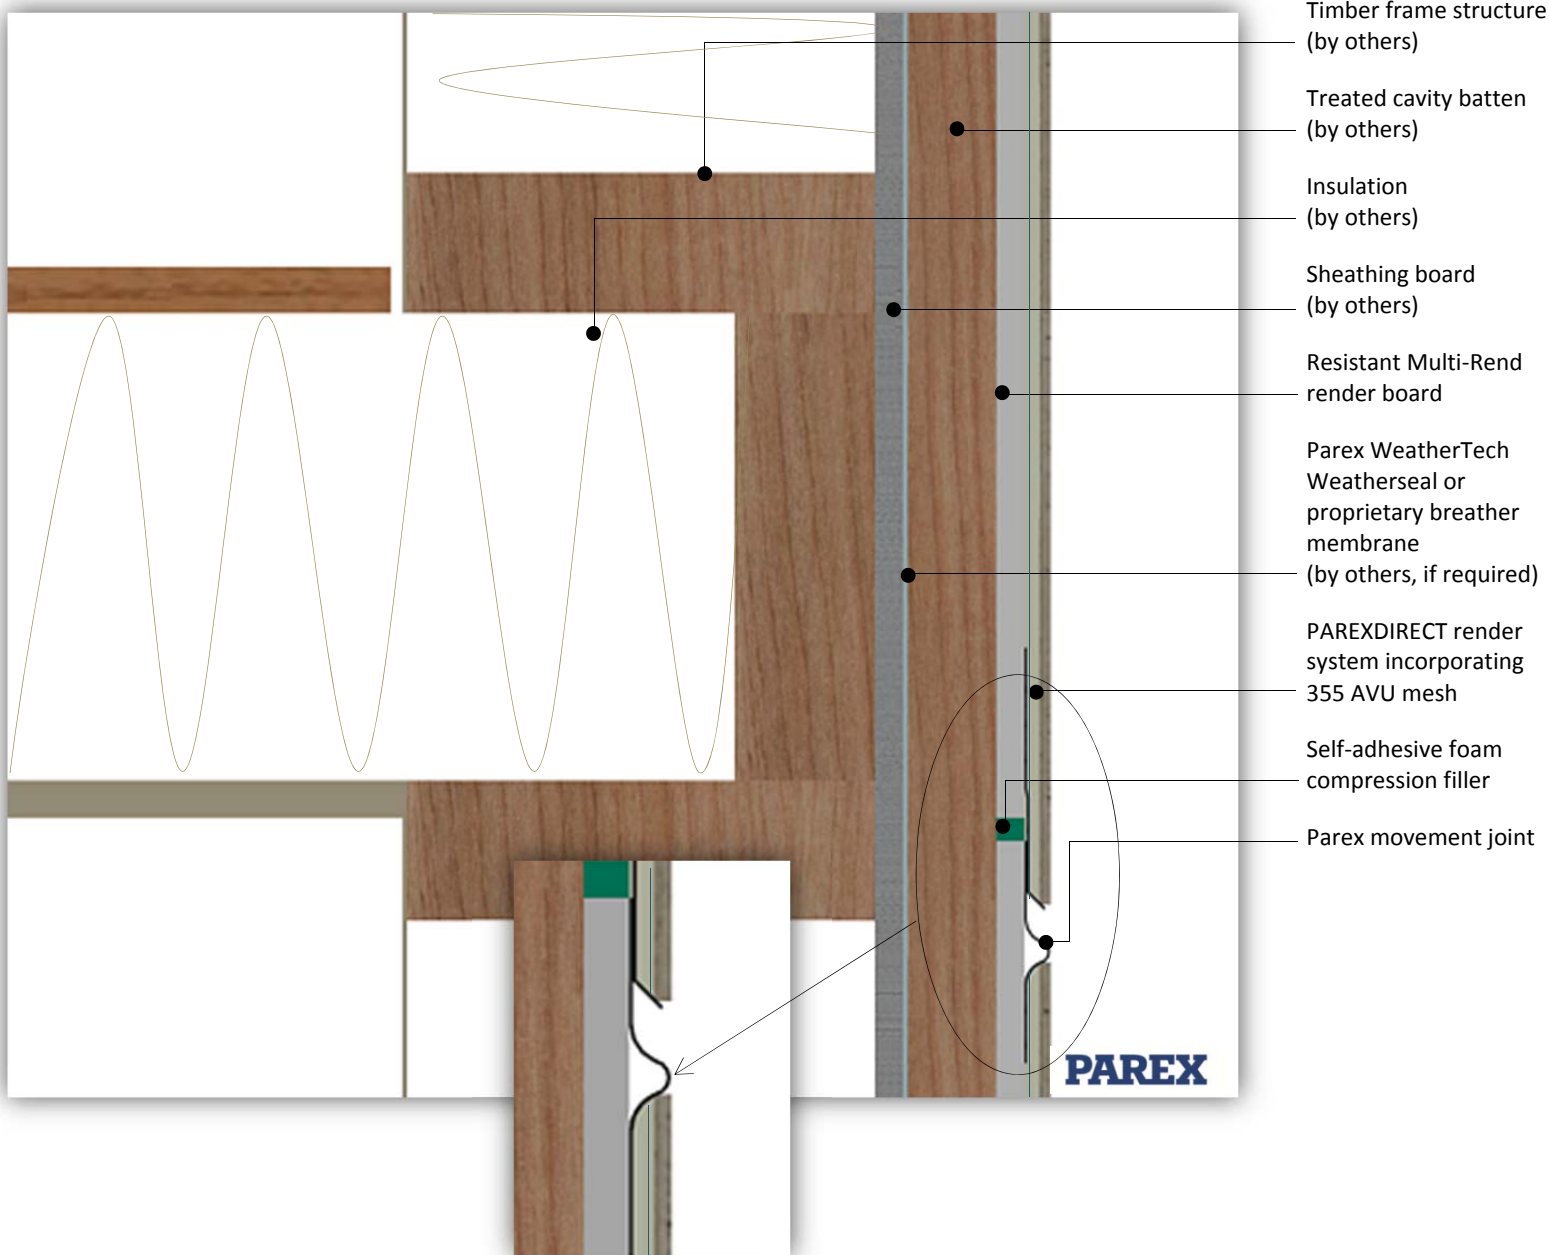 Timber frame structure
(by others)
Treated cavity batten
(by others)
Insulation
(by others)
Sheathing board
(by others)
Resistant Multi-Rend
render board
Parex WeatherTech
Weatherseal or
proprietary breather
membrane
(by others, if required)
PAREXDIRECT render
system incorporating
355 AVU mesh
Self-adhesive foam
compression filler
Parex movement joint
PAREX